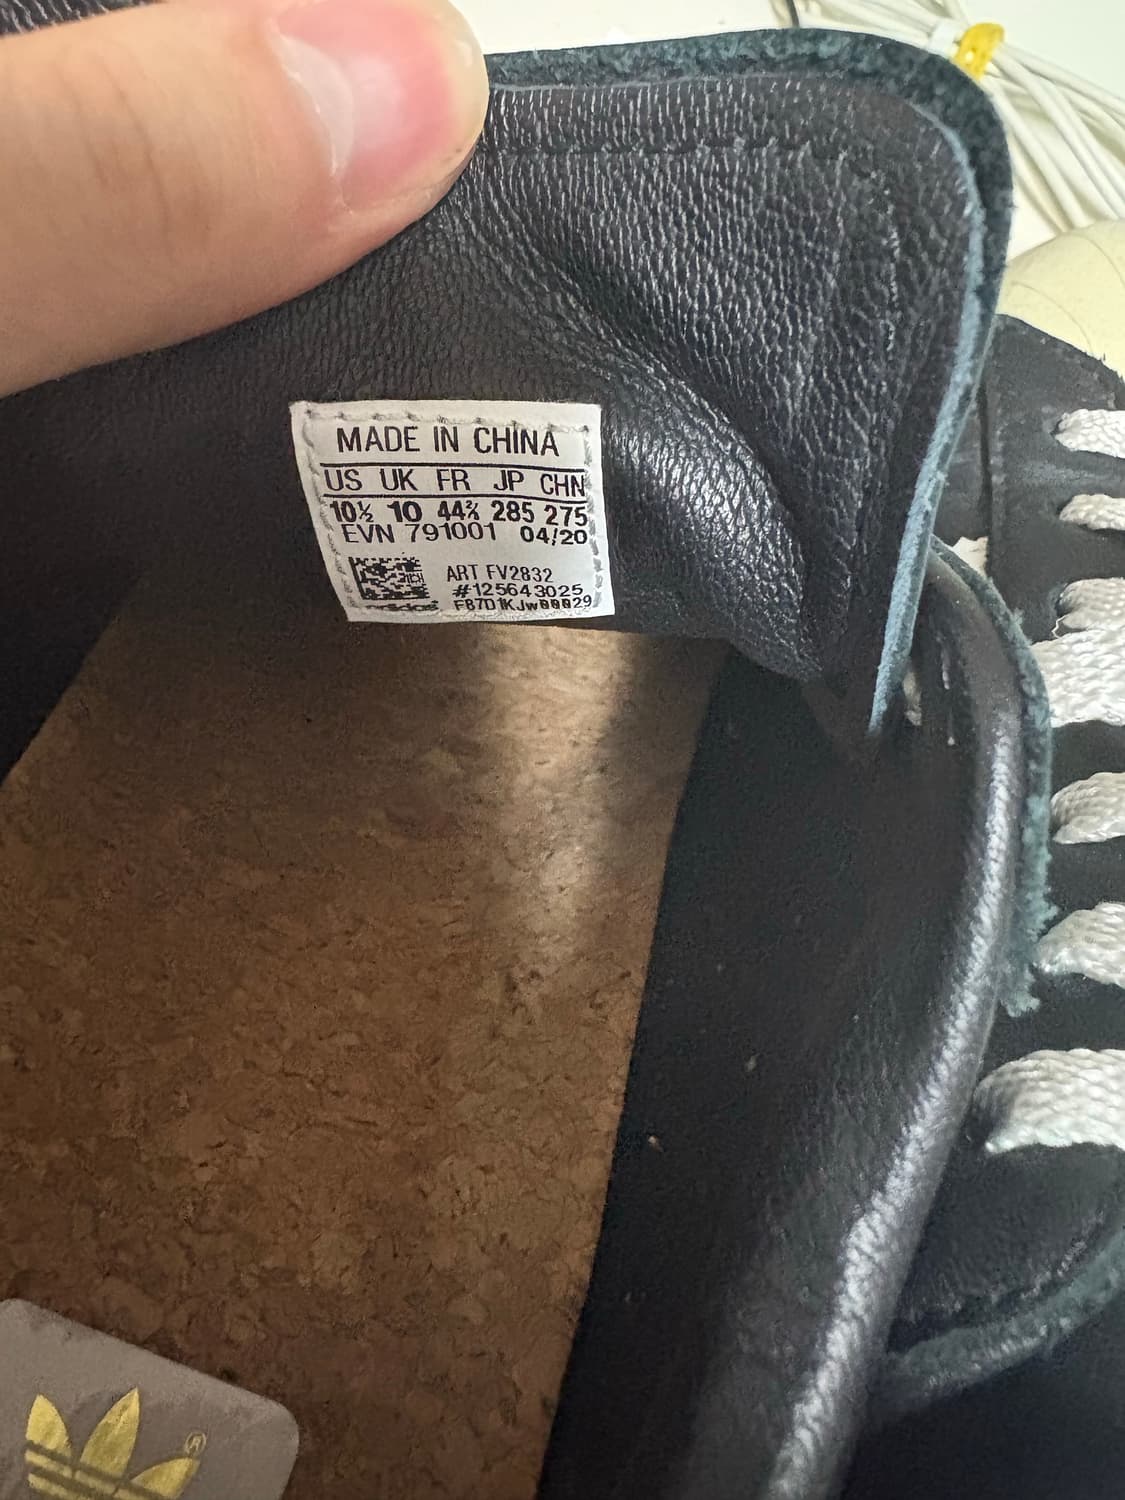 MADE IN CHINA
US UK FR JP CHN
10½ 10 44⅔ 285 275
EVN 791001 04/20
ART FV2832
#125643025
adidas
®